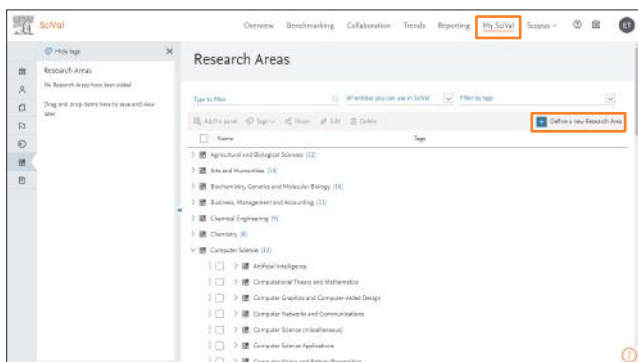 SciVal
Overview Benchmarking Collaboration Trends Reporting My SciVal Scopus ET
Hide tags
Research Areas
No Research Areas have been added
Drag and drop items here to save and view
later
Research Areas
Type to filter All entities you can use in SciVal Filter by tags
Add to panel Tags Share Edit Delete Define a new Research Area
Name Tags
Agricultural and Biological Sciences (12)
Arts and Humanities (14)
Biochemistry, Genetics and Molecular Biology (16)
Business, Management and Accounting (11)
Chemical Engineering (9)
Chemistry (8)
Computer Science (13)
Artificial Intelligence
Computational Theory and Mathematics
Computer Graphics and Computer-Aided Design
Computer Networks and Communications
Computer Science (miscellaneous)
Computer Science Applications
Computer Vision and Pattern Recognition